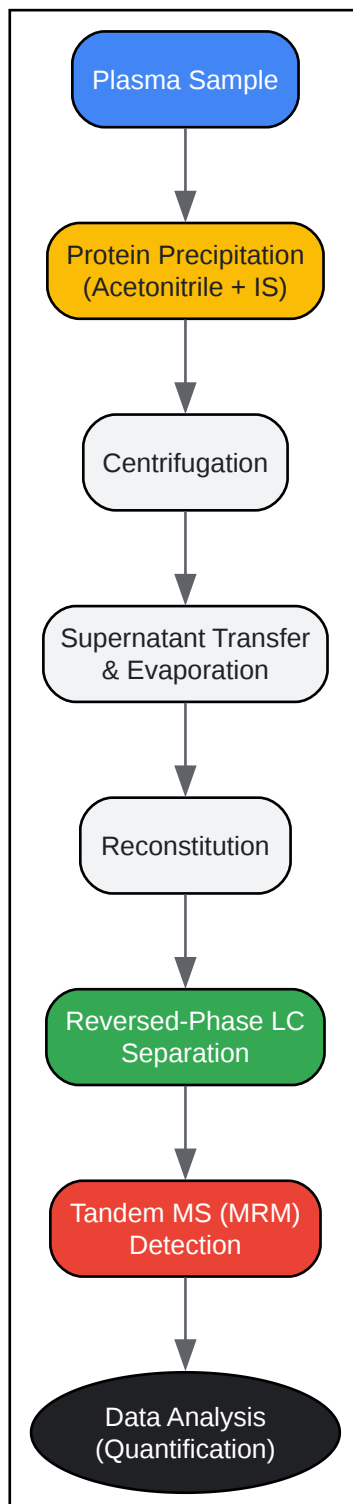 Plasma Sample
Protein Precipitation
(Acetonitrile + IS)
Centrifugation
Supernatant Transfer
& Evaporation
Reconstitution
Reversed-Phase LC
Separation
Tandem MS (MRM)
Detection
Data Analysis
(Quantification)